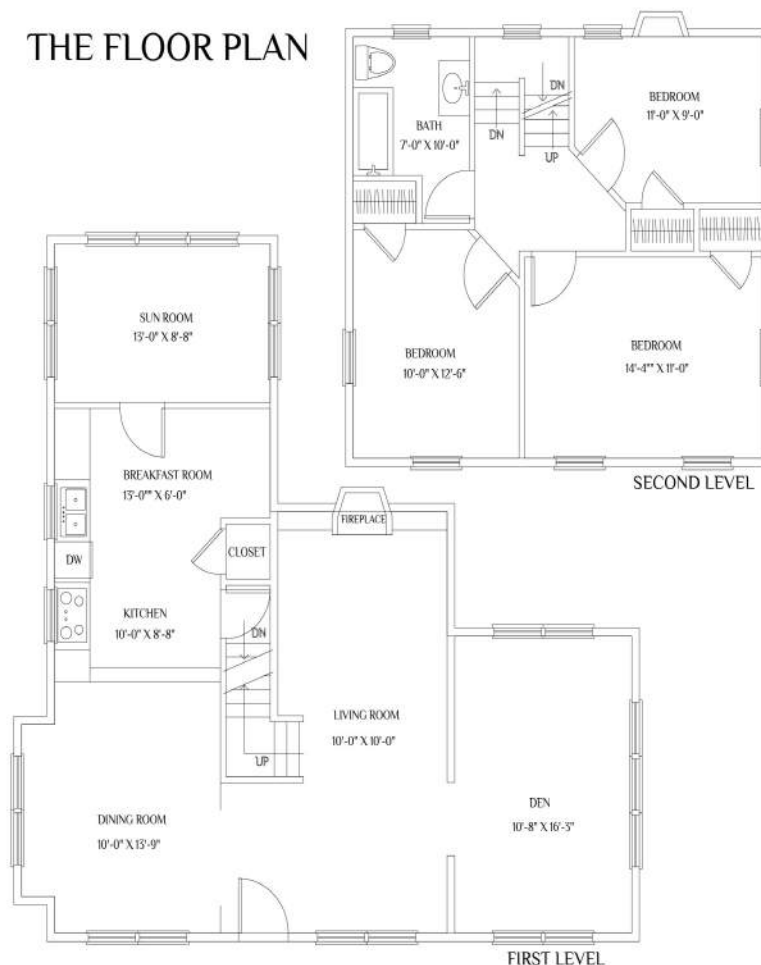 THE FLOOR PLAN
BATH
7'-0" X 10'-0"
DN
DN
UP
BEDROOM
11'-0" X 9'-0"
BEDROOM
10'-0" X 12'-6"
BEDROOM
14'-4"" X 11'-0"
SECOND LEVEL
SUN ROOM
13'-0" X 8'-8"
BREAKFAST ROOM
13'-0"" X 6'-0"
DW
CLOSET
FIREPLACE
KITCHEN
10'-0" X 8'-8"
DN
UP
LIVING ROOM
10'-0" X 10'-0"
DINING ROOM
10'-0" X 13'-9"
DEN
10'-8" X 16'-3"
FIRST LEVEL